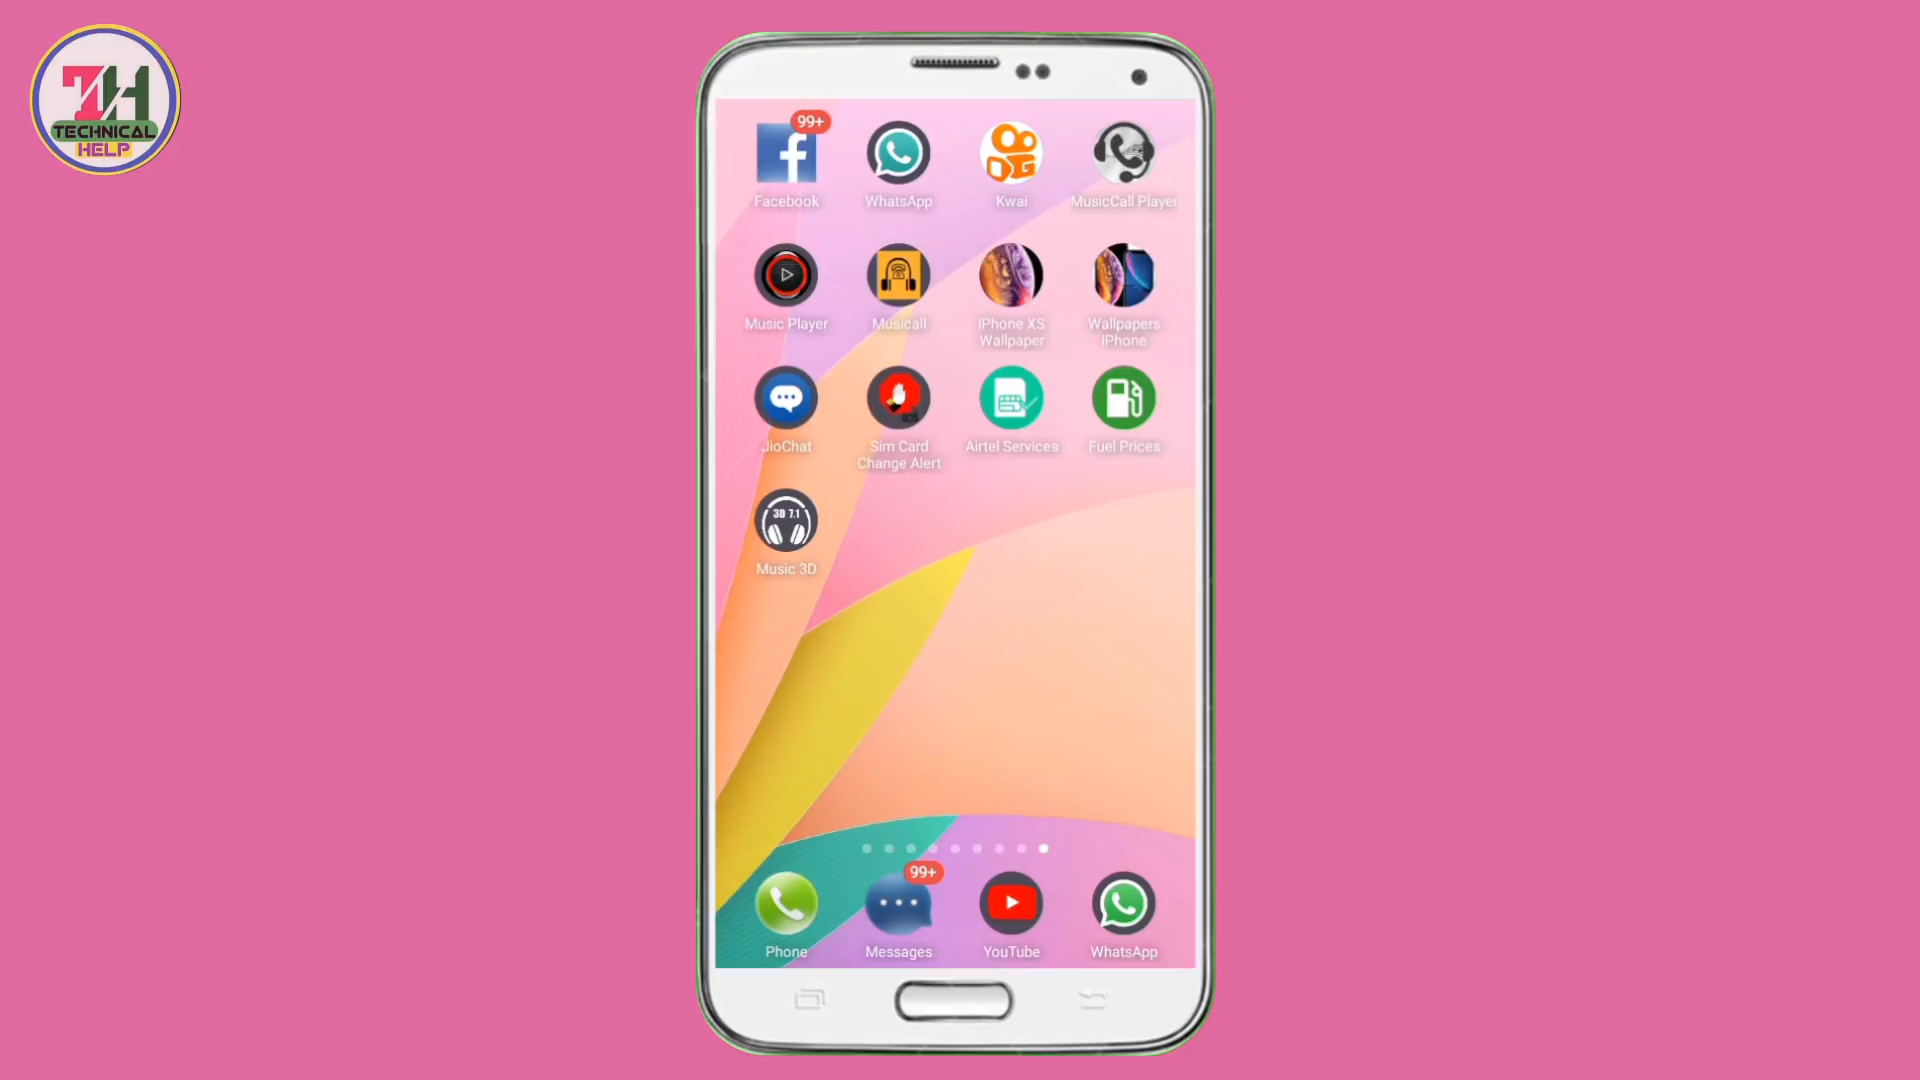 TH
TECHNICAL
HELP
99+
Facebook
WhatsApp
Kwai
MusicCall Player
Music Player
Musicall
iPhone XS
Wallpaper
Wallpapers
iPhone
JioChat
Sim Card
Change Alert
Airtel Services
Fuel Prices
3D 7.1
Music 3D
99+
Phone
Messages
YouTube
WhatsApp